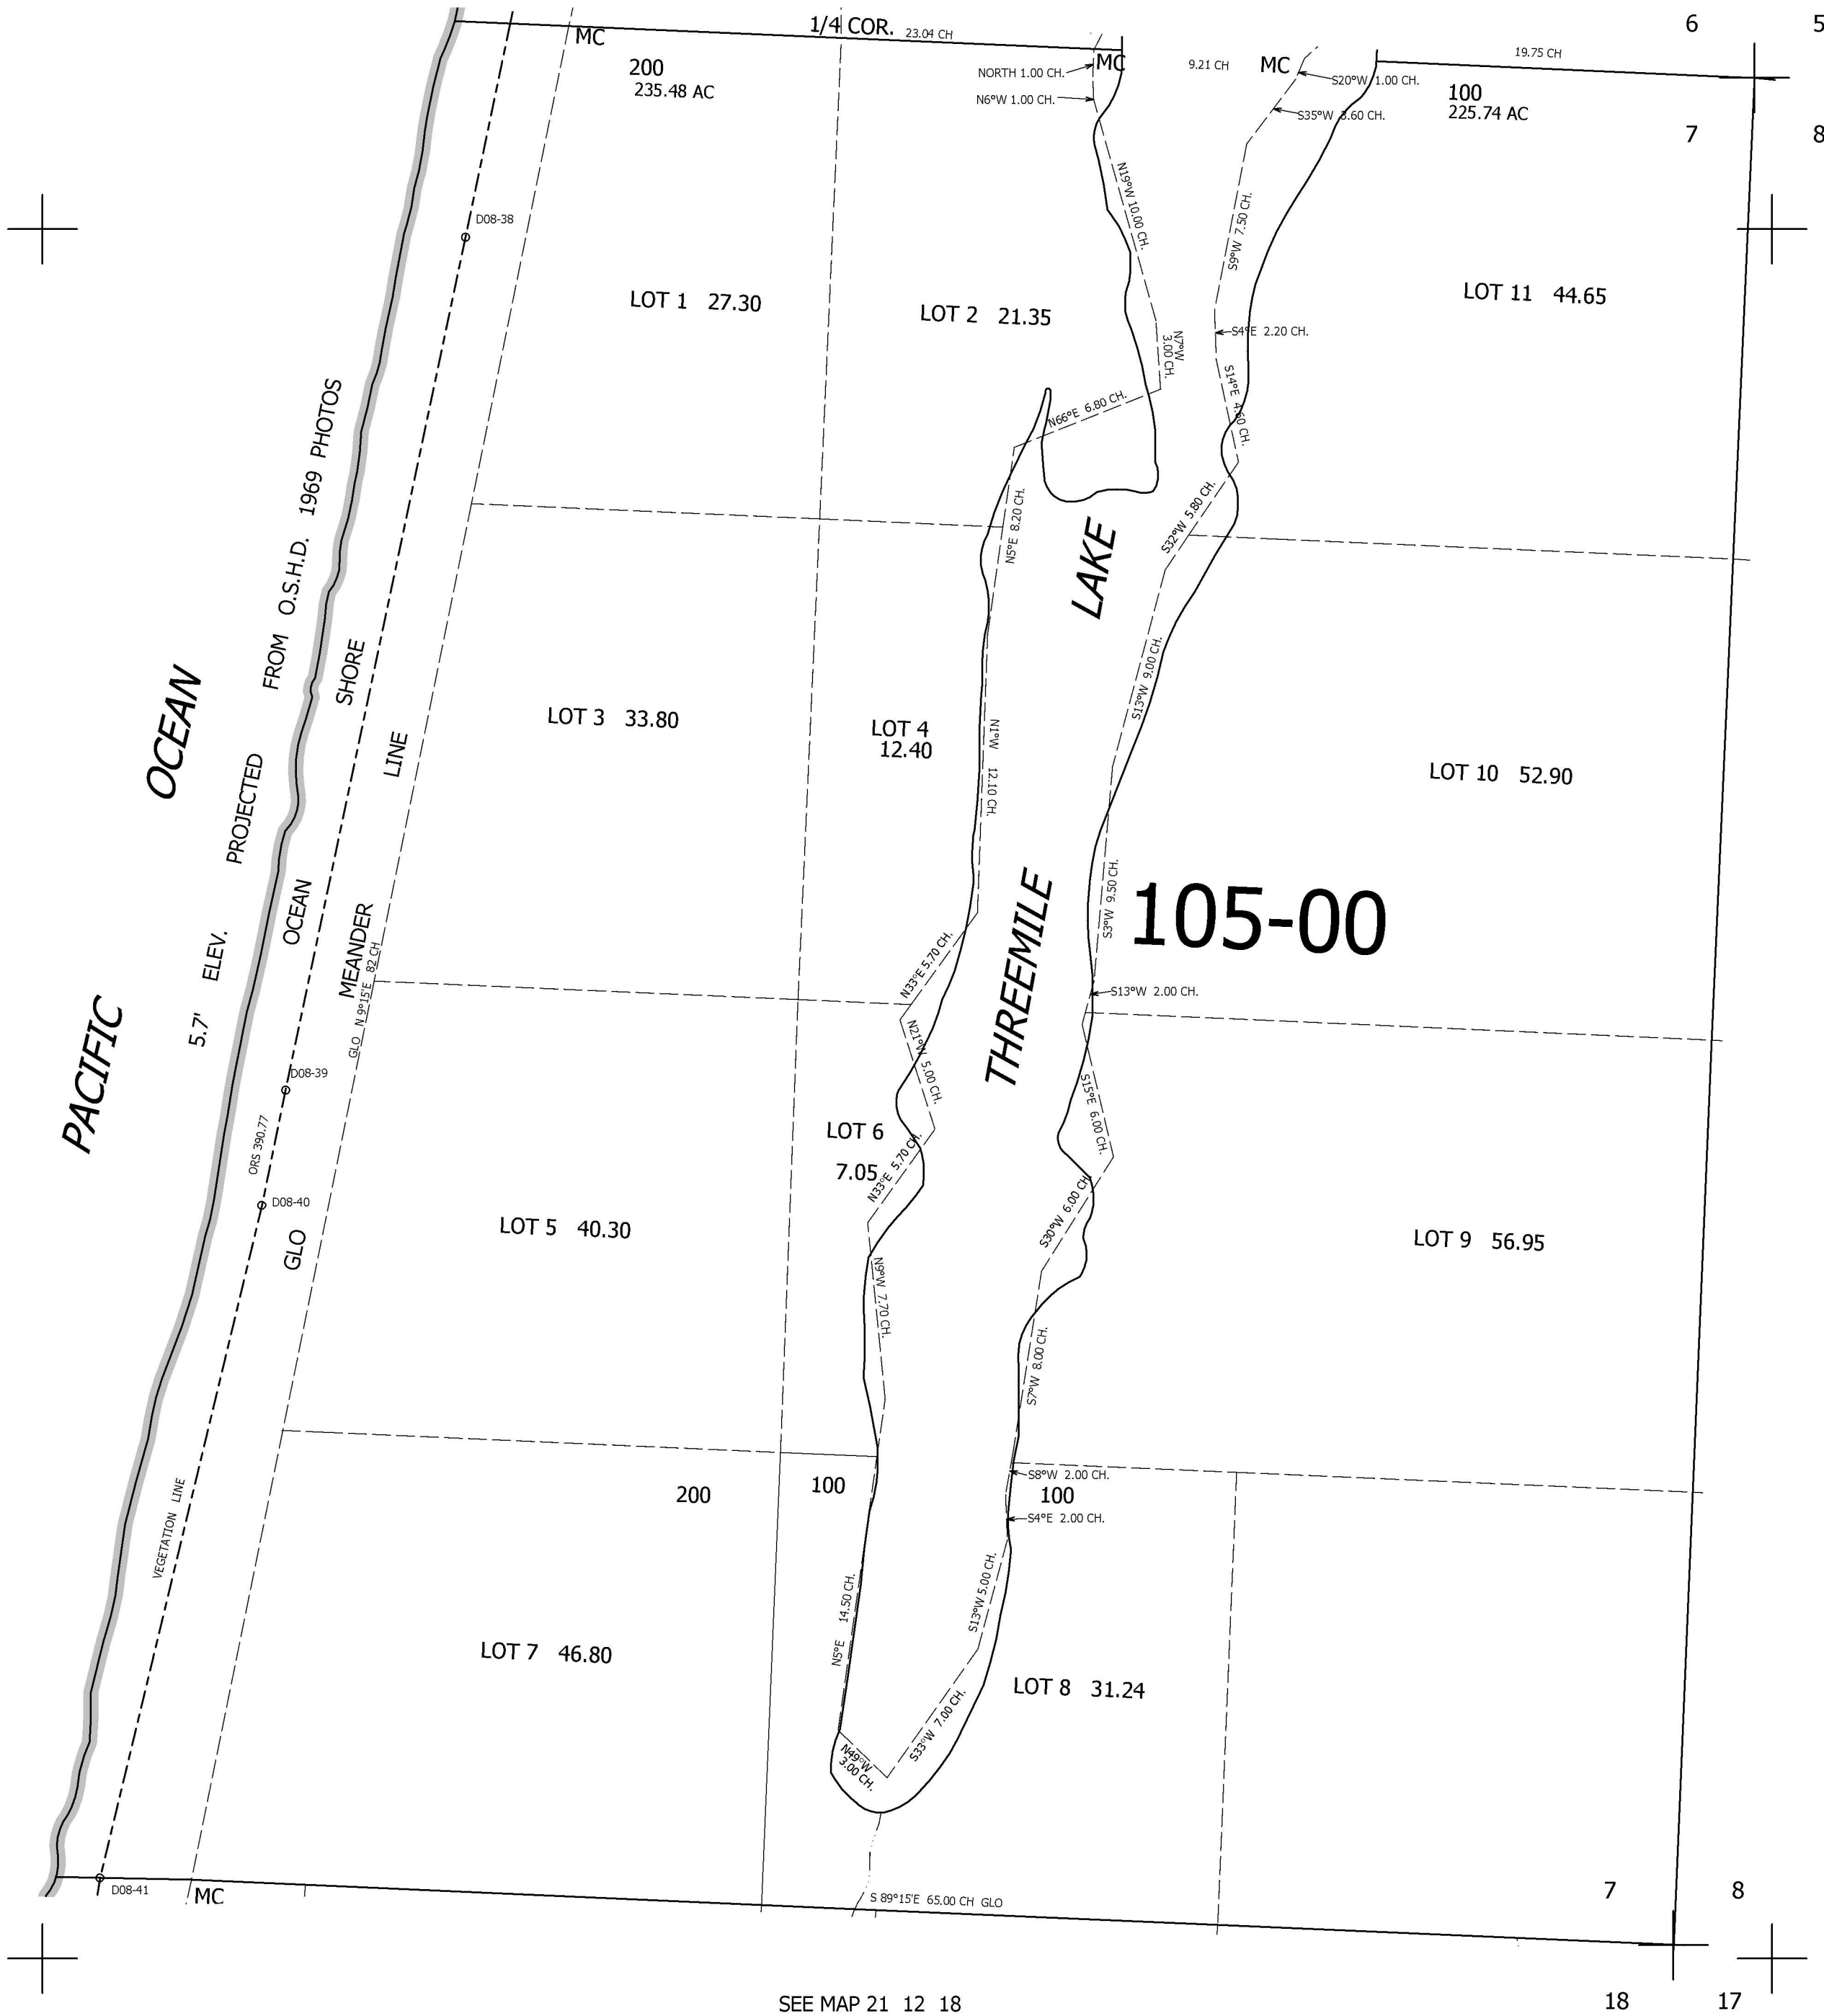 1/4 COR. 23.04 CH
6 5
MC
200
235.48 AC
NORTH 1.00 CH.
MC
9.21 CH
MC
19.75 CH
S20°W 1.00 CH.
100
225.74 AC
N6°W 1.00 CH.
S35°W 3.60 CH.
7 8
N19°W 10.00 CH.
D08-38
S9°W 7.50 CH.
LOT 1 27.30
LOT 2 21.35
LOT 11 44.65
S4°E 2.20 CH.
N7°W
3.00 CH.
S14°E 4.60 CH.
N66°E 6.80 CH.
N5°E 8.20 CH.
S32°W 5.80 CH.
PACIFIC OCEAN
5.7' ELEV. PROJECTED FROM O.S.H.D. 1969 PHOTOS
OCEAN SHORE
GLO MEANDER LINE
THREEMILE LAKE
S13°W 9.00 CH.
LOT 3 33.80
LOT 4
12.40
N1°W 12.10 CH.
LOT 10 52.90
S3°W 9.50 CH.
105-00
N33°E 5.70 CH.
GLO N 9°15'E 82 CH
S13°W 2.00 CH.
N21°W 5.00 CH.
D08-39
S15°E 6.00 CH.
ORS 390.77
LOT 6
7.05
N33°E 5.70 CH.
D08-40
S30°W 6.00 CH.
LOT 5 40.30
LOT 9 56.95
N9°W 7.70 CH.
S7°W 8.00 CH.
VEGETATION LINE
200
100
S8°W 2.00 CH.
100
S4°E 2.00 CH.
N5°E 14.50 CH.
S13°W 5.00 CH.
LOT 7 46.80
LOT 8 31.24
S33°W 7.00 CH.
N49°W
3.00 CH.
D08-41
MC
S 89°15'E 65.00 CH GLO
7 8
SEE MAP 21 12 18
18 17